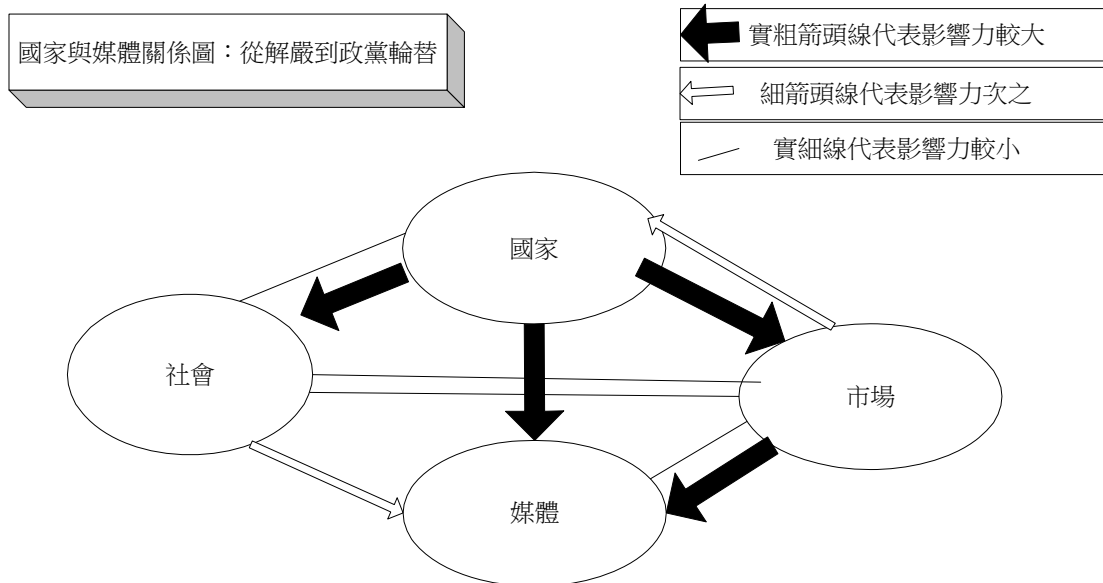 國家與媒體關係圖：從解嚴到政黨輪替
實粗箭頭線代表影響力較大
細箭頭線代表影響力次之
實細線代表影響力較小
國家
社會
市場
媒體